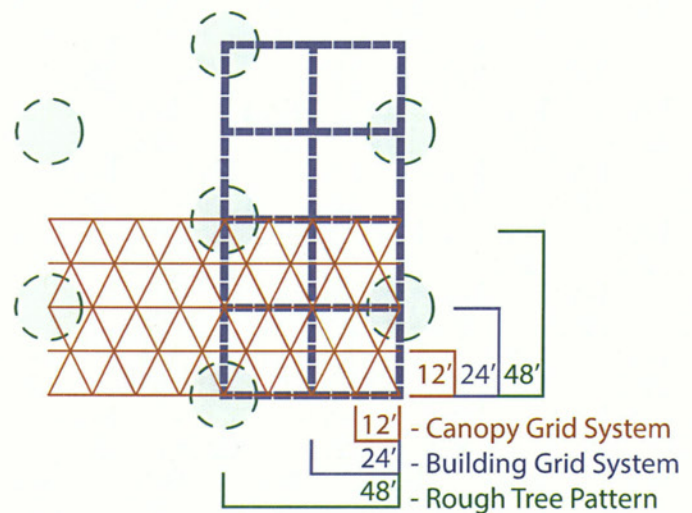 12' 24' 48'
12' - Canopy Grid System
24' - Building Grid System
48' - Rough Tree Pattern